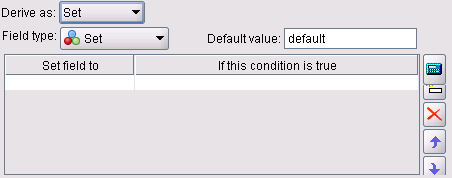 Derive as: Set
Field type: Set Default value: default
Set field to If this condition is true